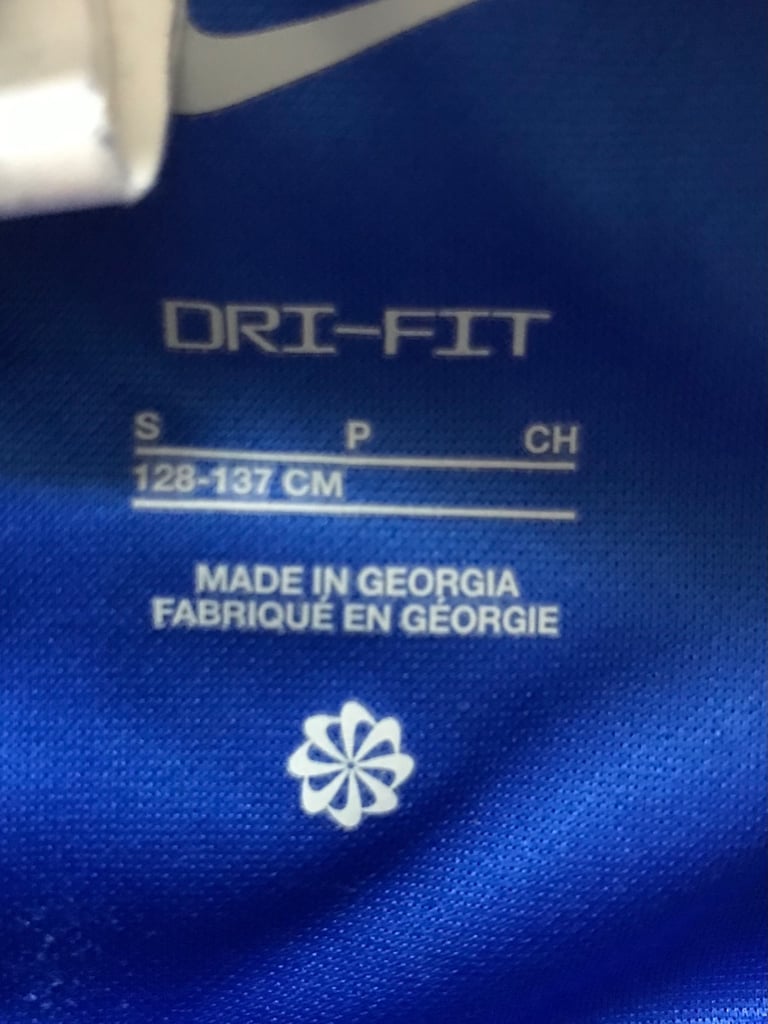 DRI-FIT
S P CH
128-137 CM
MADE IN GEORGIA
FABRIQUÉ EN GÉORGIE